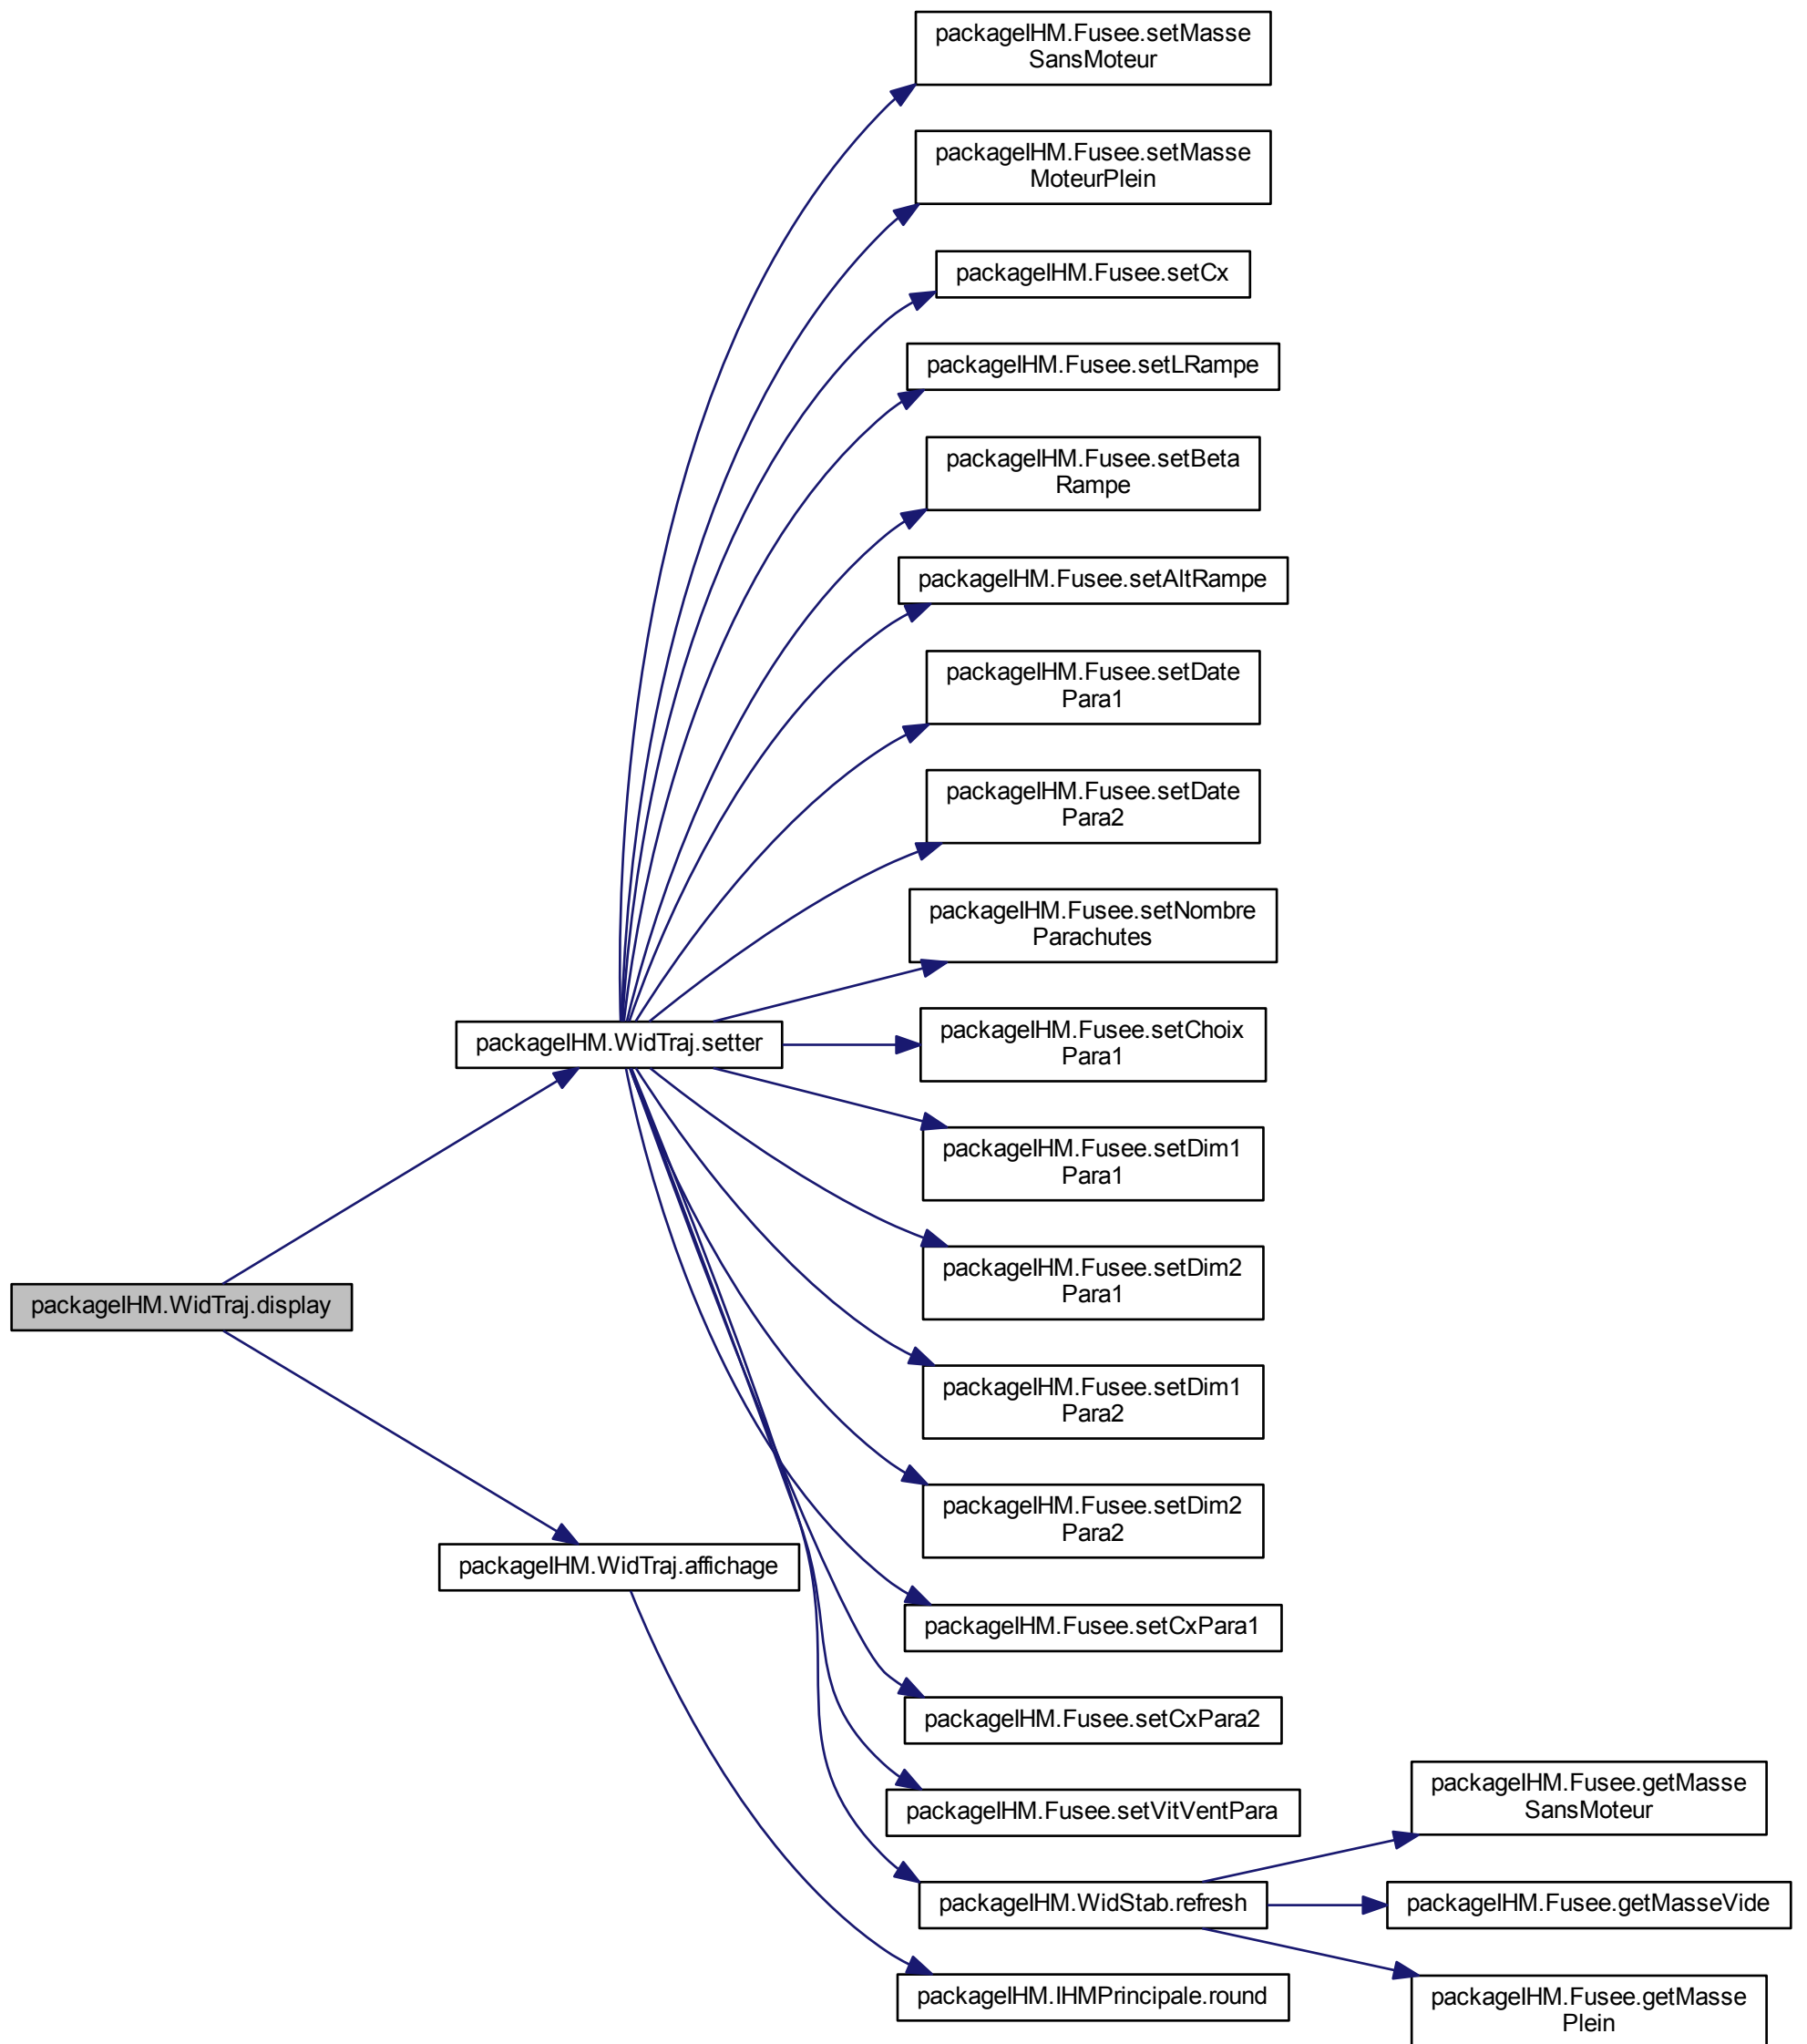 packageIHM.Fusee.setMasse
SansMoteur
packageIHM.Fusee.setMasse
MoteurPlein
packageIHM.Fusee.setCx
packageIHM.Fusee.setLRampe
packageIHM.Fusee.setBeta
Rampe
packageIHM.Fusee.setAltRampe
packageIHM.Fusee.setDate
Para1
packageIHM.Fusee.setDate
Para2
packageIHM.Fusee.setNombre
Parachutes
packageIHM.WidTraj.setter
packageIHM.Fusee.setChoix
Para1
packageIHM.Fusee.setDim1
Para1
packageIHM.Fusee.setDim2
Para1
packageIHM.WidTraj.display
packageIHM.Fusee.setDim1
Para2
packageIHM.Fusee.setDim2
Para2
packageIHM.WidTraj.affichage
packageIHM.Fusee.setCxPara1
packageIHM.Fusee.setCxPara2
packageIHM.Fusee.getMasse
SansMoteur
packageIHM.Fusee.setVitVentPara
packageIHM.WidStab.refresh
packageIHM.Fusee.getMasseVide
packageIHM.IHMPrincipale.round
packageIHM.Fusee.getMasse
Plein